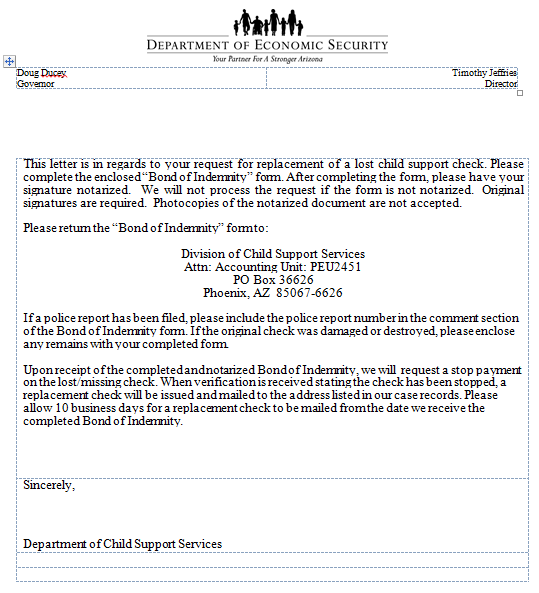 DEPARTMENT OF ECONOMIC SECURITY
Your Partner For A Stronger Arizona
Doug Ducey
Governor
Timothy Jeffries
Director
This letter is in regards to your request for replacement of a lost child support check. Please
complete the enclosed "Bond of Indemnity" form. After completing the form, please have your
signature notarized. We will not process the request if the form is not notarized. Original
signatures are required. Photocopies of the notarized document are not accepted.
Please return the "Bond of Indemnity" form to:
Division of Child Support Services
Attn: Accounting Unit: PEU2451
PO Box 36626
Phoenix, AZ 85067-6626
If a police report has been filed, please include the police report number in the comment section
of the Bond of Indemnity form. If the original check was damaged or destroyed, please enclose
any remains with your completed form.
Upon receipt of the completed and notarized Bond of Indemnity, we will request a stop payment
on the lost/missing check. When verification is received stating the check has been stopped, a
replacement check will be issued and mailed to the address listed in our case records. Please
allow 10 business days for a replacement check to be mailed from the date we receive the
completed Bond of Indemnity.
Sincerely,
Department of Child Support Services